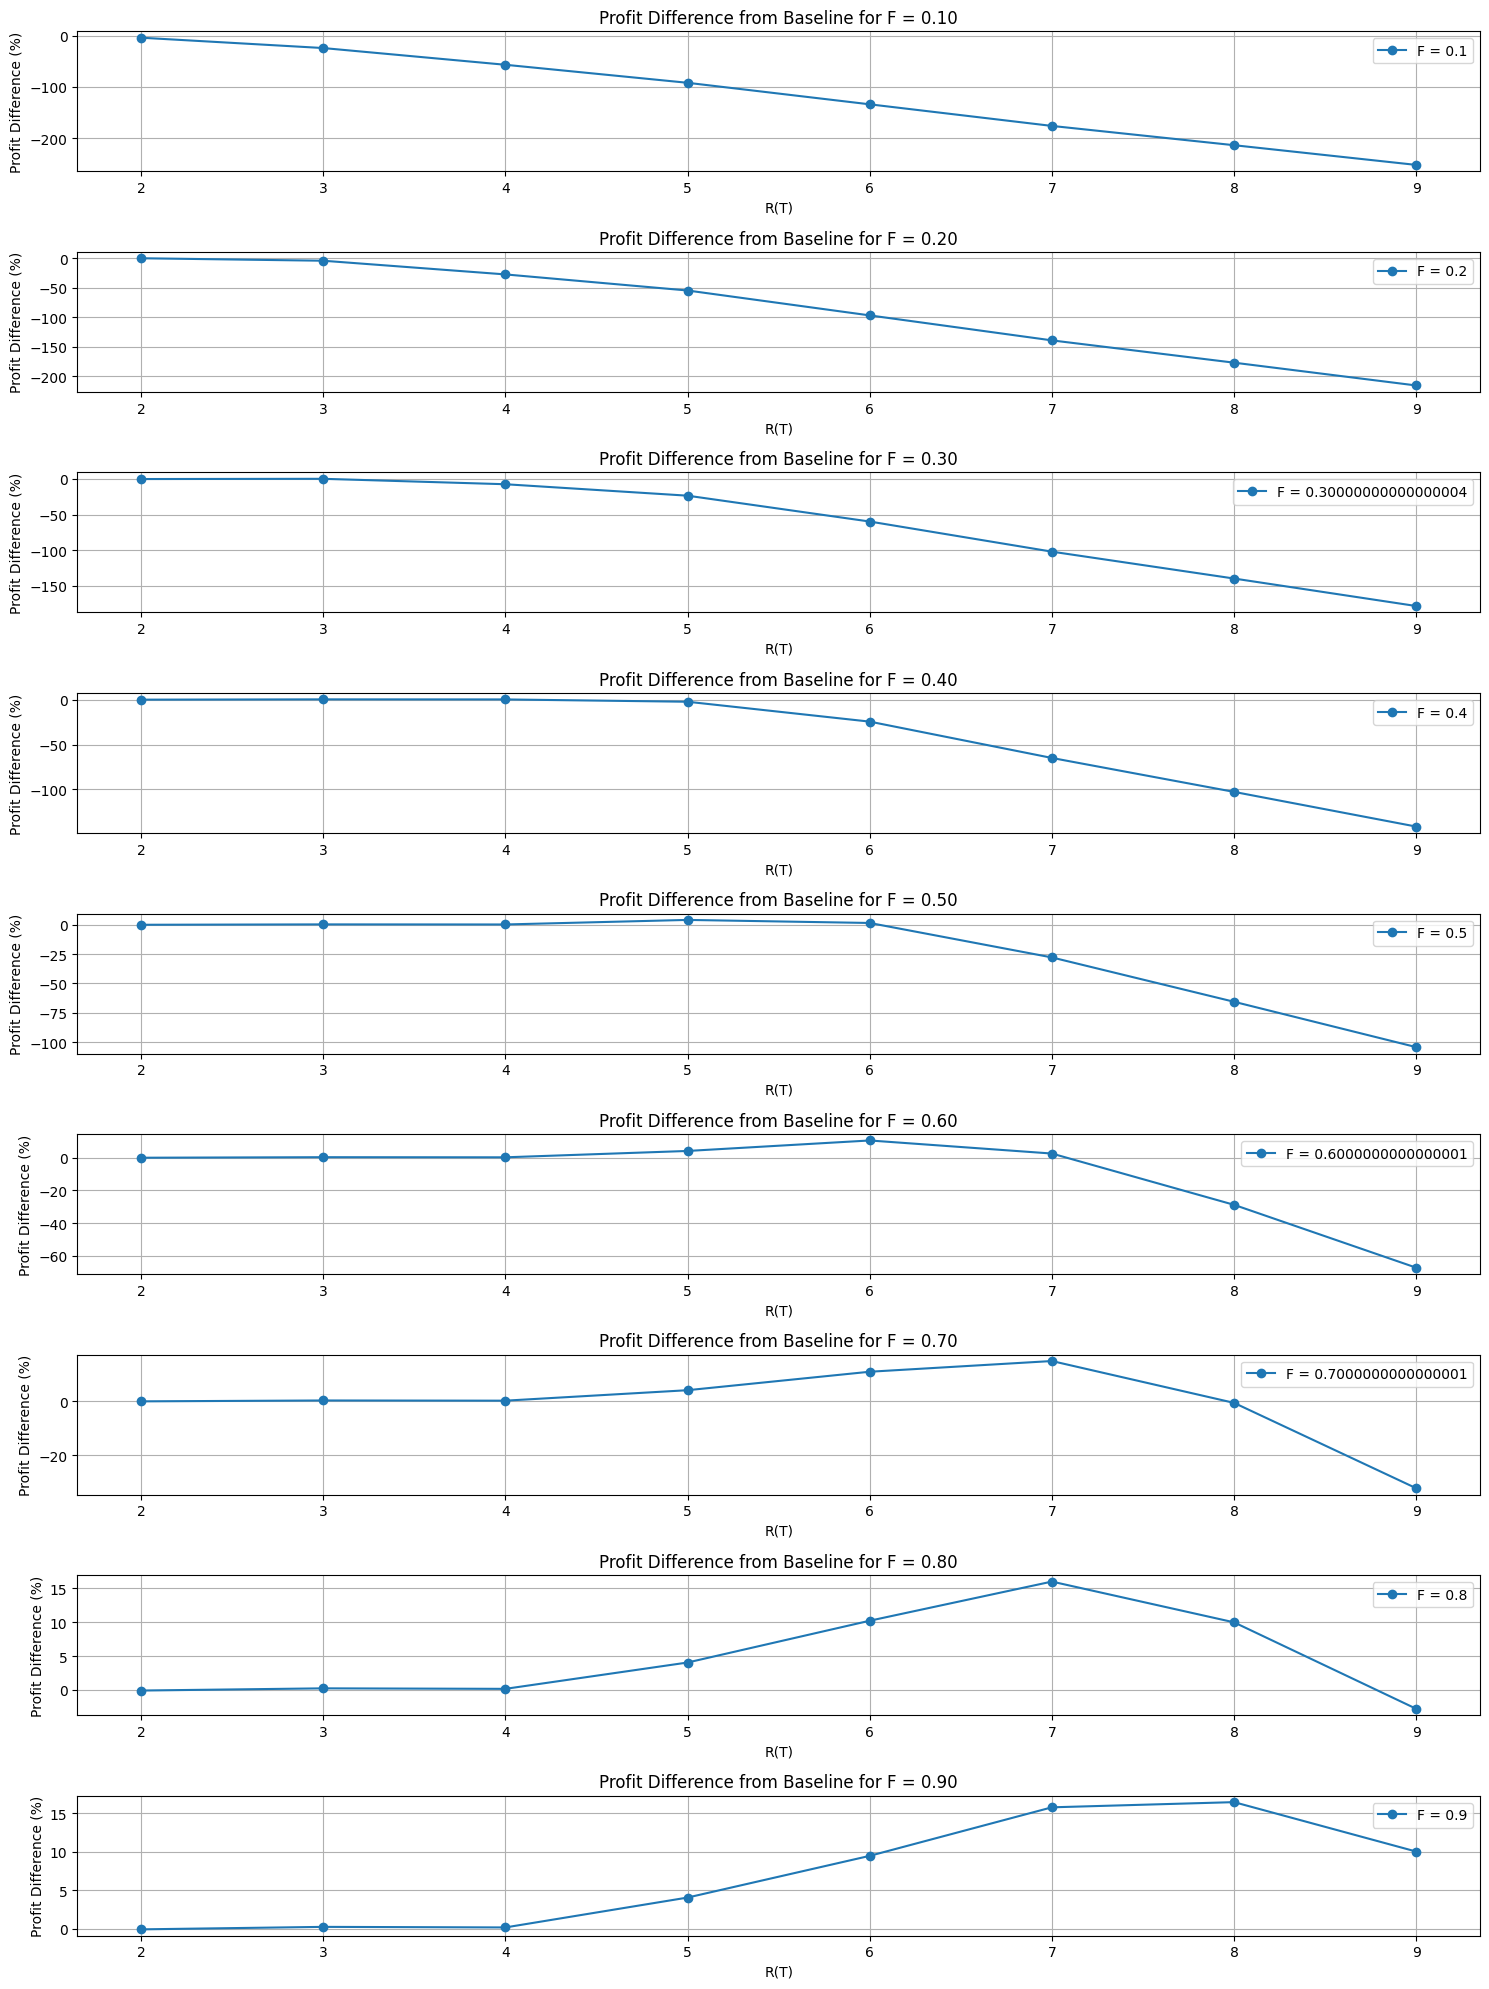 Profit Difference from Baseline for F = 0.10
Profit Difference (%)
0
−100
−200
F = 0.1
2 3 4 5 6 7 8 9
R(T)
Profit Difference from Baseline for F = 0.20
Profit Difference (%)
0
−50
−100
−150
−200
F = 0.2
2 3 4 5 6 7 8 9
R(T)
Profit Difference from Baseline for F = 0.30
Profit Difference (%)
0
−50
−100
−150
F = 0.30000000000000004
2 3 4 5 6 7 8 9
R(T)
Profit Difference from Baseline for F = 0.40
Profit Difference (%)
0
−50
−100
F = 0.4
2 3 4 5 6 7 8 9
R(T)
Profit Difference from Baseline for F = 0.50
Profit Difference (%)
0
−25
−50
−75
−100
F = 0.5
2 3 4 5 6 7 8 9
R(T)
Profit Difference from Baseline for F = 0.60
Profit Difference (%)
0
−20
−40
−60
F = 0.6000000000000001
2 3 4 5 6 7 8 9
R(T)
Profit Difference from Baseline for F = 0.70
Profit Difference (%)
0
−20
F = 0.7000000000000001
2 3 4 5 6 7 8 9
R(T)
Profit Difference from Baseline for F = 0.80
Profit Difference (%)
15
10
5
0
F = 0.8
2 3 4 5 6 7 8 9
R(T)
Profit Difference from Baseline for F = 0.90
Profit Difference (%)
15
10
5
0
F = 0.9
2 3 4 5 6 7 8 9
R(T)